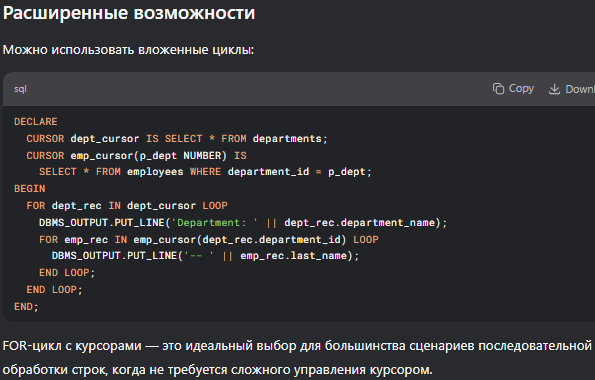 Расширенные возможности
Можно использовать вложенные циклы:
sql
Copy
Downl
DECLARE
  CURSOR dept_cursor IS SELECT * FROM departments;
  CURSOR emp_cursor(p_dept NUMBER) IS
    SELECT * FROM employees WHERE department_id = p_dept;
BEGIN
  FOR dept_rec IN dept_cursor LOOP
    DBMS_OUTPUT.PUT_LINE('Department: ' || dept_rec.department_name);
    FOR emp_rec IN emp_cursor(dept_rec.department_id) LOOP
      DBMS_OUTPUT.PUT_LINE('-- ' || emp_rec.last_name);
    END LOOP;
  END LOOP;
END;
FOR-цикл с курсорами — это идеальный выбор для большинства сценариев последовательной
обработки строк, когда не требуется сложного управления курсором.